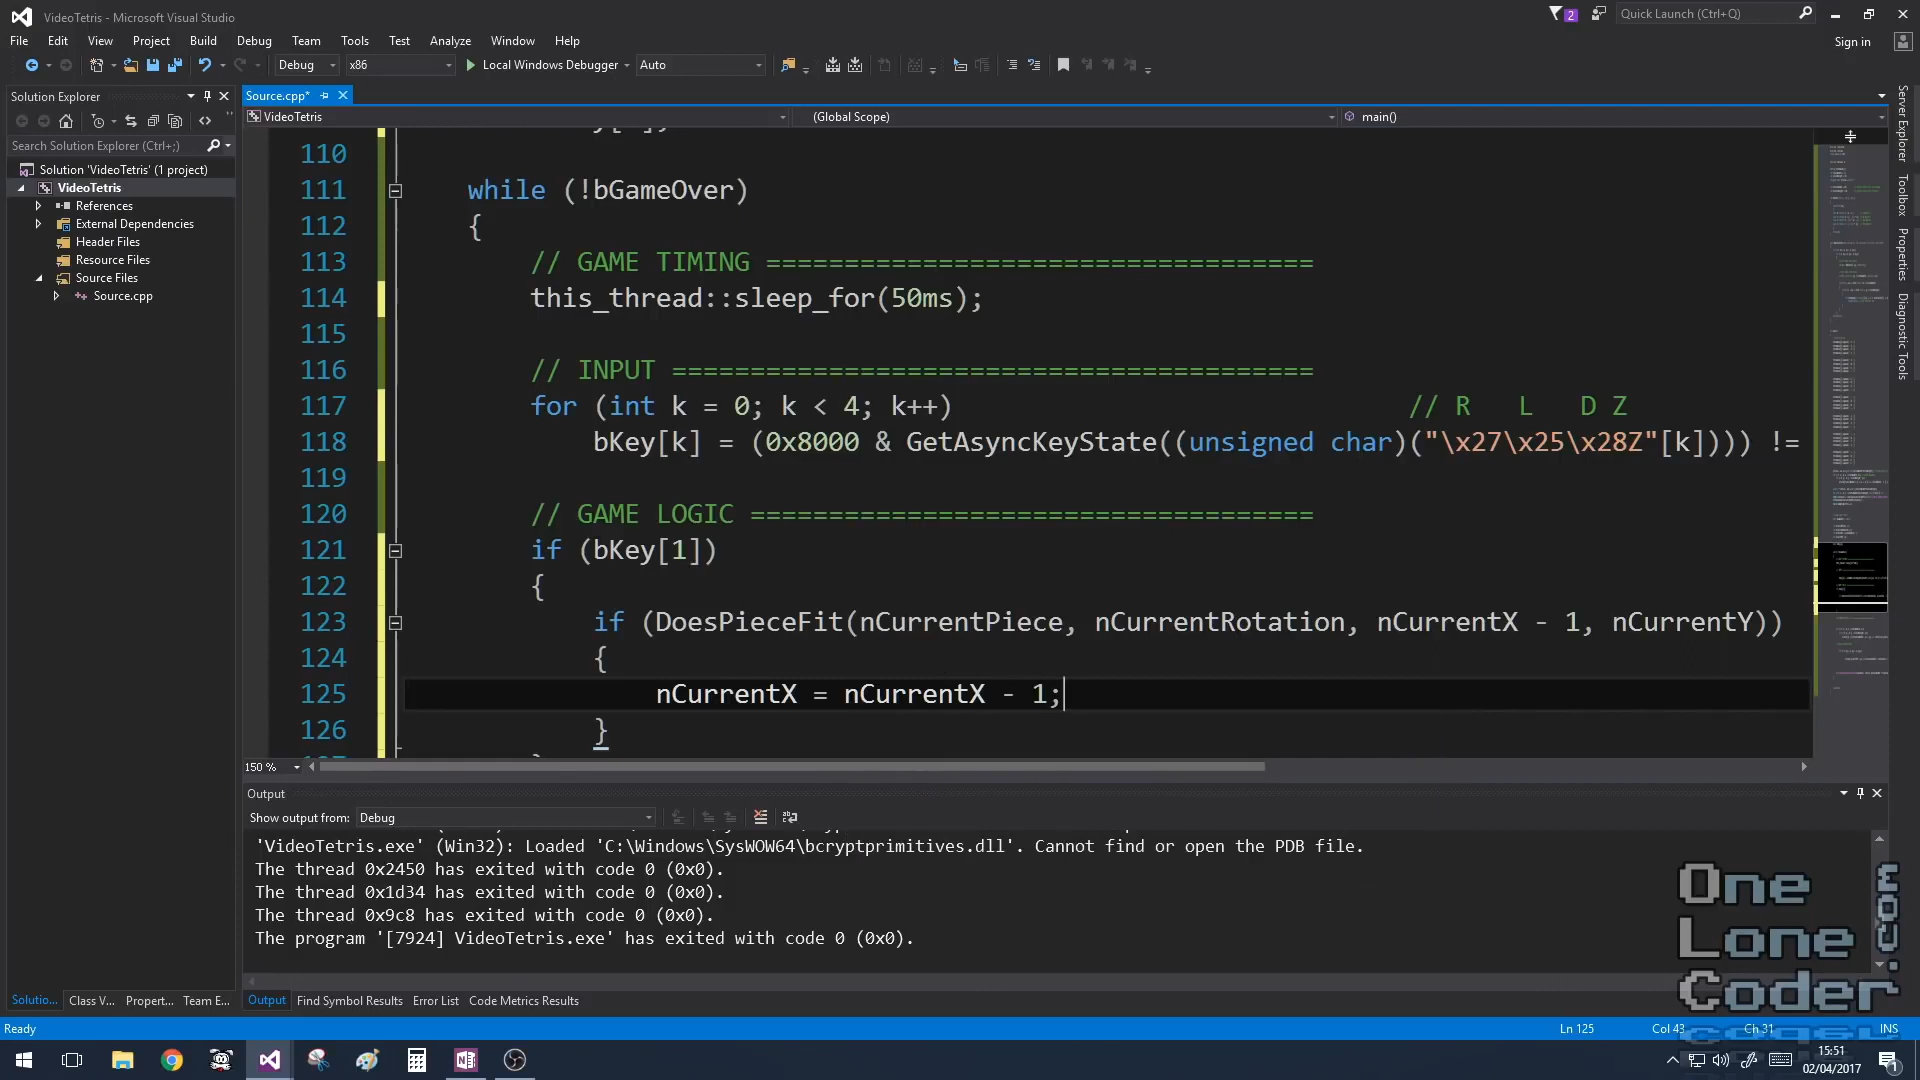 VideoTetris - Microsoft Visual Studio
2
Quick Launch (Ctrl+Q)
File Edit View Project Build Debug Team Tools Test Analyze Window Help
Sign in
Debug x86 Local Windows Debugger Auto
Solution Explorer
Source.cpp*
VideoTetris (Global Scope) main()
Search Solution Explorer (Ctrl+;)
Solution 'VideoTetris' (1 project)
VideoTetris
References
External Dependencies
Header Files
Resource Files
Source Files
Source.cpp
110
111 while (!bGameOver)
112 {
113 // GAME TIMING ===================================
114 this_thread::sleep_for(50ms);
115
116 // INPUT =========================================
117 for (int k = 0; k < 4; k++) // R L D Z
118 bKey[k] = (0x8000 & GetAsyncKeyState((unsigned char)("\x27\x25\x28Z"[k]))) !=
119
120 // GAME LOGIC ====================================
121 if (bKey[1])
122 {
123 if (DoesPieceFit(nCurrentPiece, nCurrentRotation, nCurrentX - 1, nCurrentY))
124 {
125 nCurrentX = nCurrentX - 1;
126 }
150 %
Server Explorer
Toolbox
Properties
Diagnostic Tools
Output
Show output from: Debug
'VideoTetris.exe' (Win32): Loaded 'C:\Windows\SysWOW64\bcryptprimitives.dll'. Cannot find or open the PDB file.
The thread 0x2450 has exited with code 0 (0x0).
The thread 0x1d34 has exited with code 0 (0x0).
The thread 0x9c8 has exited with code 0 (0x0).
The program '[7924] VideoTetris.exe' has exited with code 0 (0x0).
One
Lone
Coder
.com
Solutio... Class V... Propert... Team E...
Output Find Symbol Results Error List Code Metrics Results
Ready Ln 125 Col 43 Ch 31 INS
15:51
02/04/2017
1